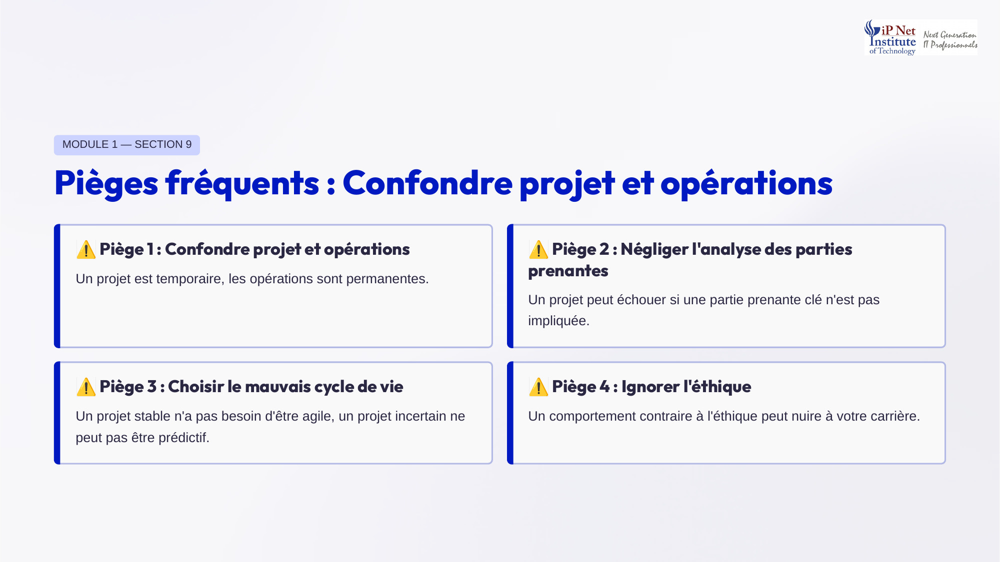 iP Net
Institute
of Technology
Next Generation
IT Professionnels
MODULE 1 — SECTION 9
Pièges fréquents : Confondre projet et opérations
⚠️ Piège 1 : Confondre projet et opérations
Un projet est temporaire, les opérations sont permanentes.
⚠️ Piège 2 : Négliger l'analyse des parties
prenantes
Un projet peut échouer si une partie prenante clé n'est pas
impliquée.
⚠️ Piège 3 : Choisir le mauvais cycle de vie
Un projet stable n'a pas besoin d'être agile, un projet incertain ne
peut pas être prédictif.
⚠️ Piège 4 : Ignorer l'éthique
Un comportement contraire à l'éthique peut nuire à votre carrière.